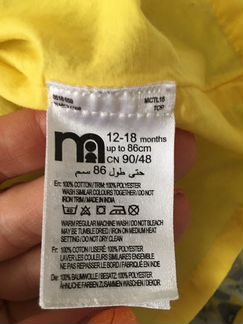 MCTL15
TOP
m
12-18 months
up to 86cm
CN 90/48
حتى طول 86 سم
En: 100% COTTON / TRIM: 100% POLYESTER
WASH SIMILAR COLOURS TOGETHER / DO NOT
IRON TRIM / MADE IN INDIA
WARM REGULAR MACHINE WASH / DO NOT BLEACH
MAY BE TUMBLE DRIED / IRON ON MEDIUM HEAT
SETTING / DO NOT DRY CLEAN
Fr: 100% COTON / LISERÉ: 100% POLYESTER
LAVER LES COULEURS SIMILAIRES ENSEMBLE
NE PAS REPASSER LE BORD / FABRIQUÉ EN INDE
De: 100% BAUMWOLLE / BESATZ: 100% POLYESTER
ÄHNLICHE FARBEN ZUSAMMEN WASCHEN / DEKOR